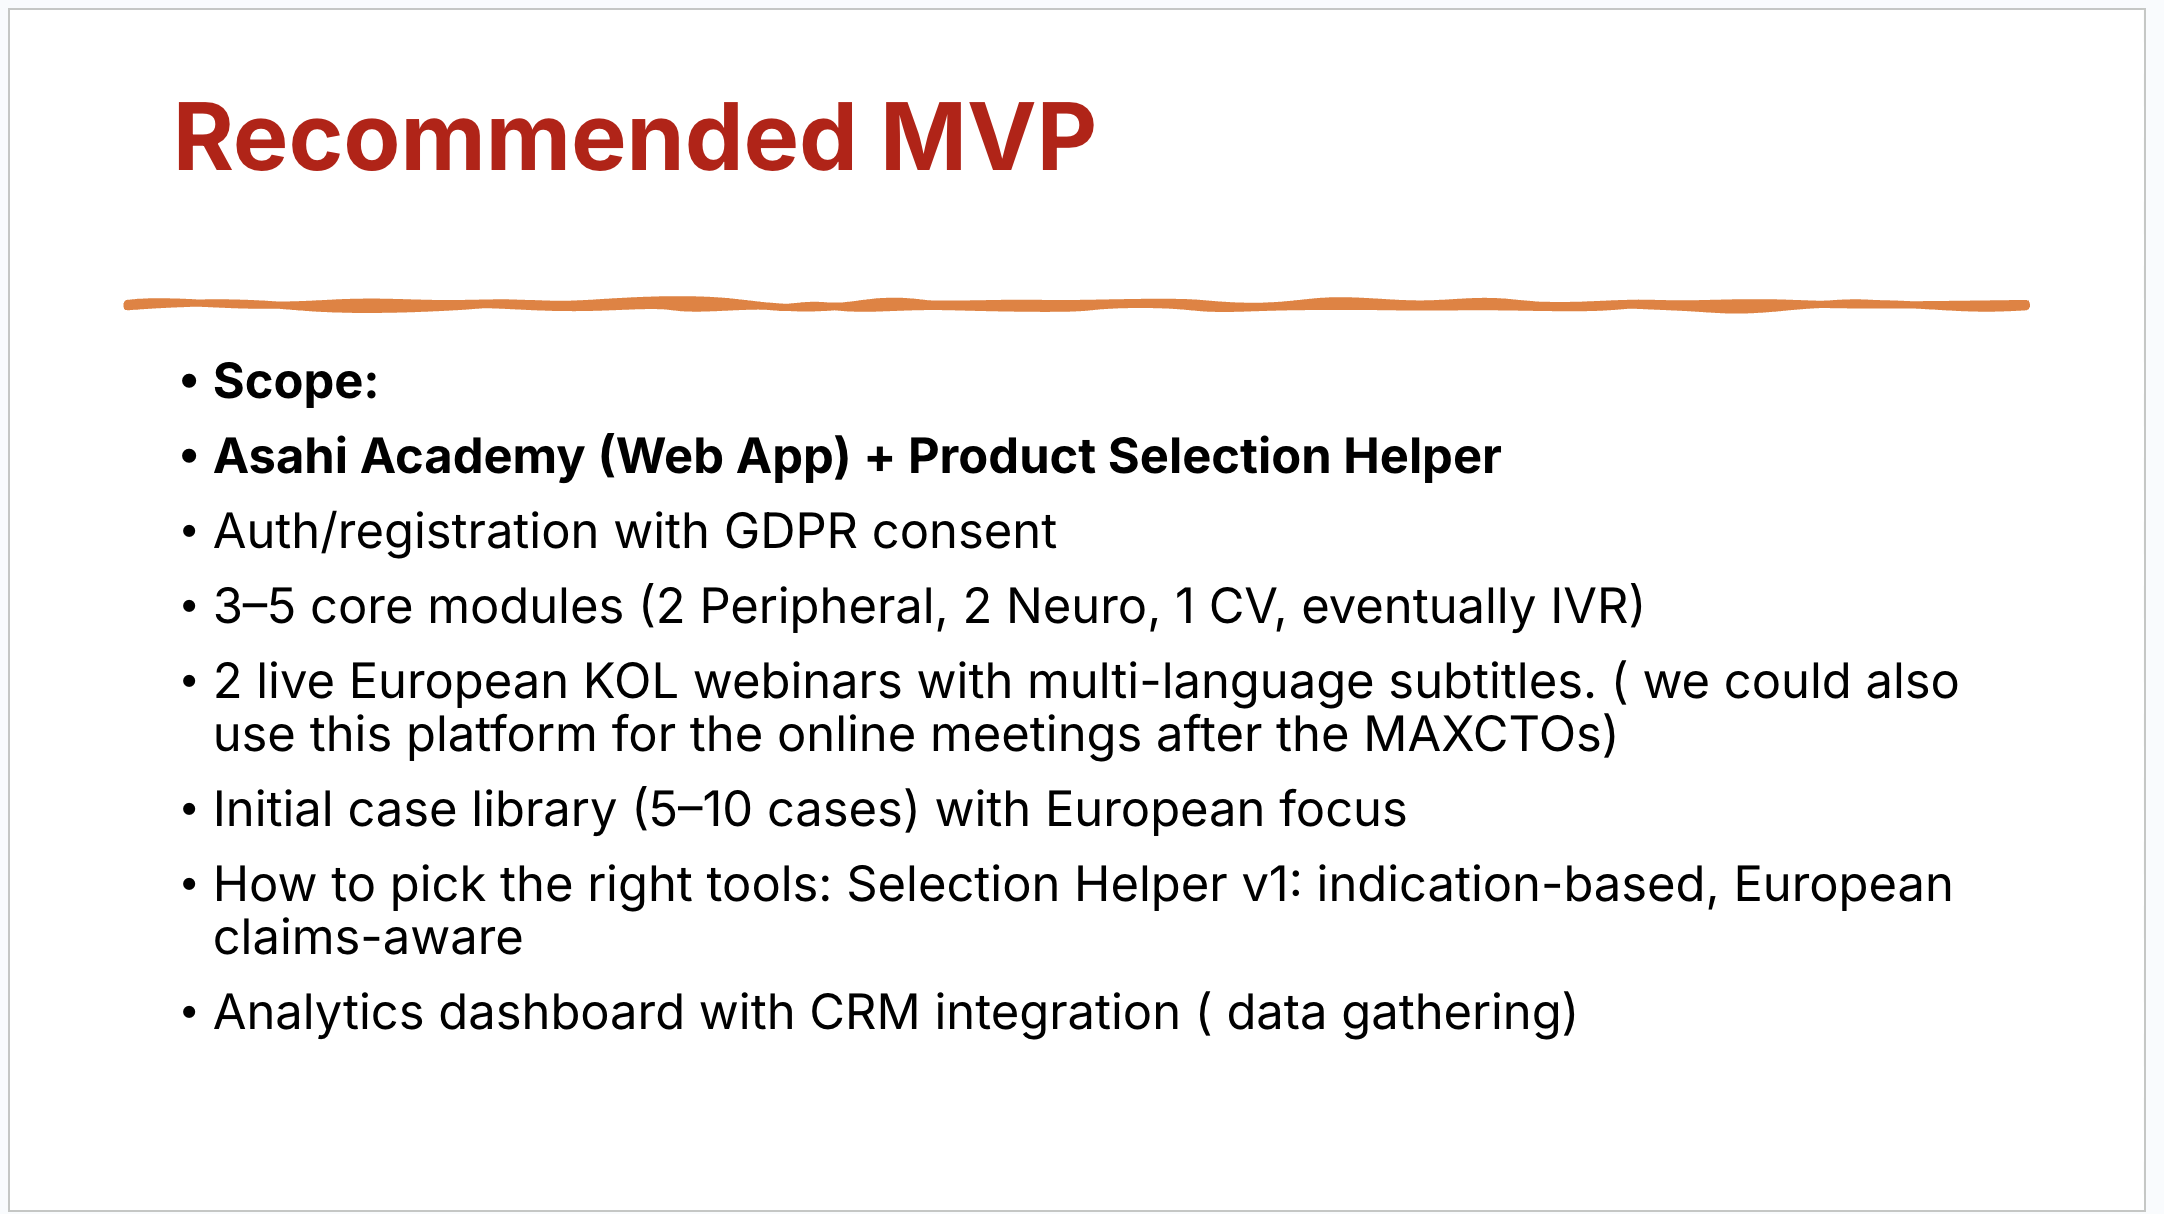 Recommended MVP
• Scope:
• Asahi Academy (Web App) + Product Selection Helper
• Auth/registration with GDPR consent
• 3–5 core modules (2 Peripheral, 2 Neuro, 1 CV, eventually IVR)
• 2 live European KOL webinars with multi-language subtitles. ( we could also
use this platform for the online meetings after the MAXCTOs)
• Initial case library (5–10 cases) with European focus
• How to pick the right tools: Selection Helper v1: indication-based, European
claims-aware
• Analytics dashboard with CRM integration ( data gathering)